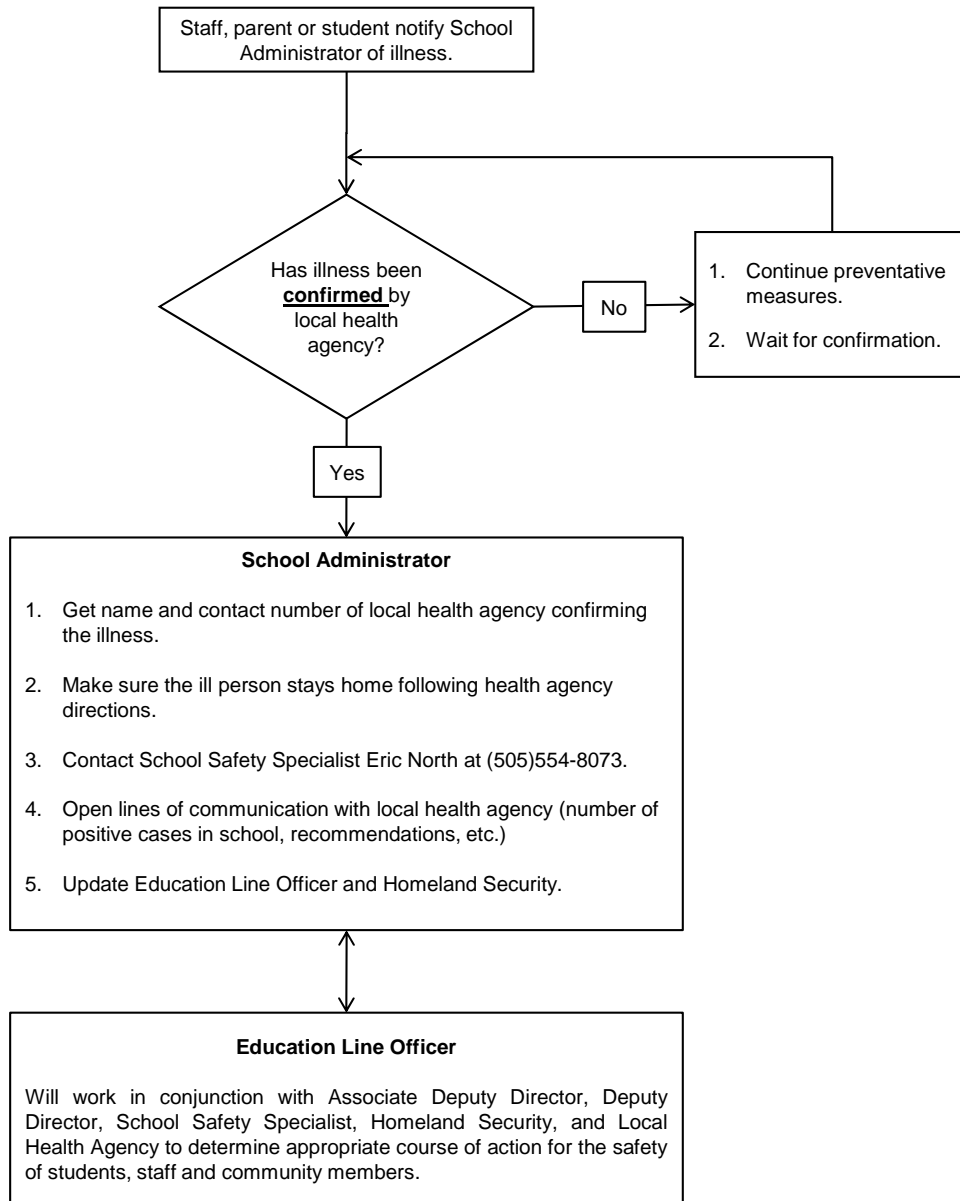 Staff, parent or student notify School
Administrator of illness.
Has illness been
confirmed by
local health
agency?
No
1. Continue preventative
measures.
2. Wait for confirmation.
Yes
School Administrator
1. Get name and contact number of local health agency confirming
the illness.
2. Make sure the ill person stays home following health agency
directions.
3. Contact School Safety Specialist Eric North at (505)554-8073.
4. Open lines of communication with local health agency (number of
positive cases in school, recommendations, etc.)
5. Update Education Line Officer and Homeland Security.
Education Line Officer
Will work in conjunction with Associate Deputy Director, Deputy
Director, School Safety Specialist, Homeland Security, and Local
Health Agency to determine appropriate course of action for the safety
of students, staff and community members.